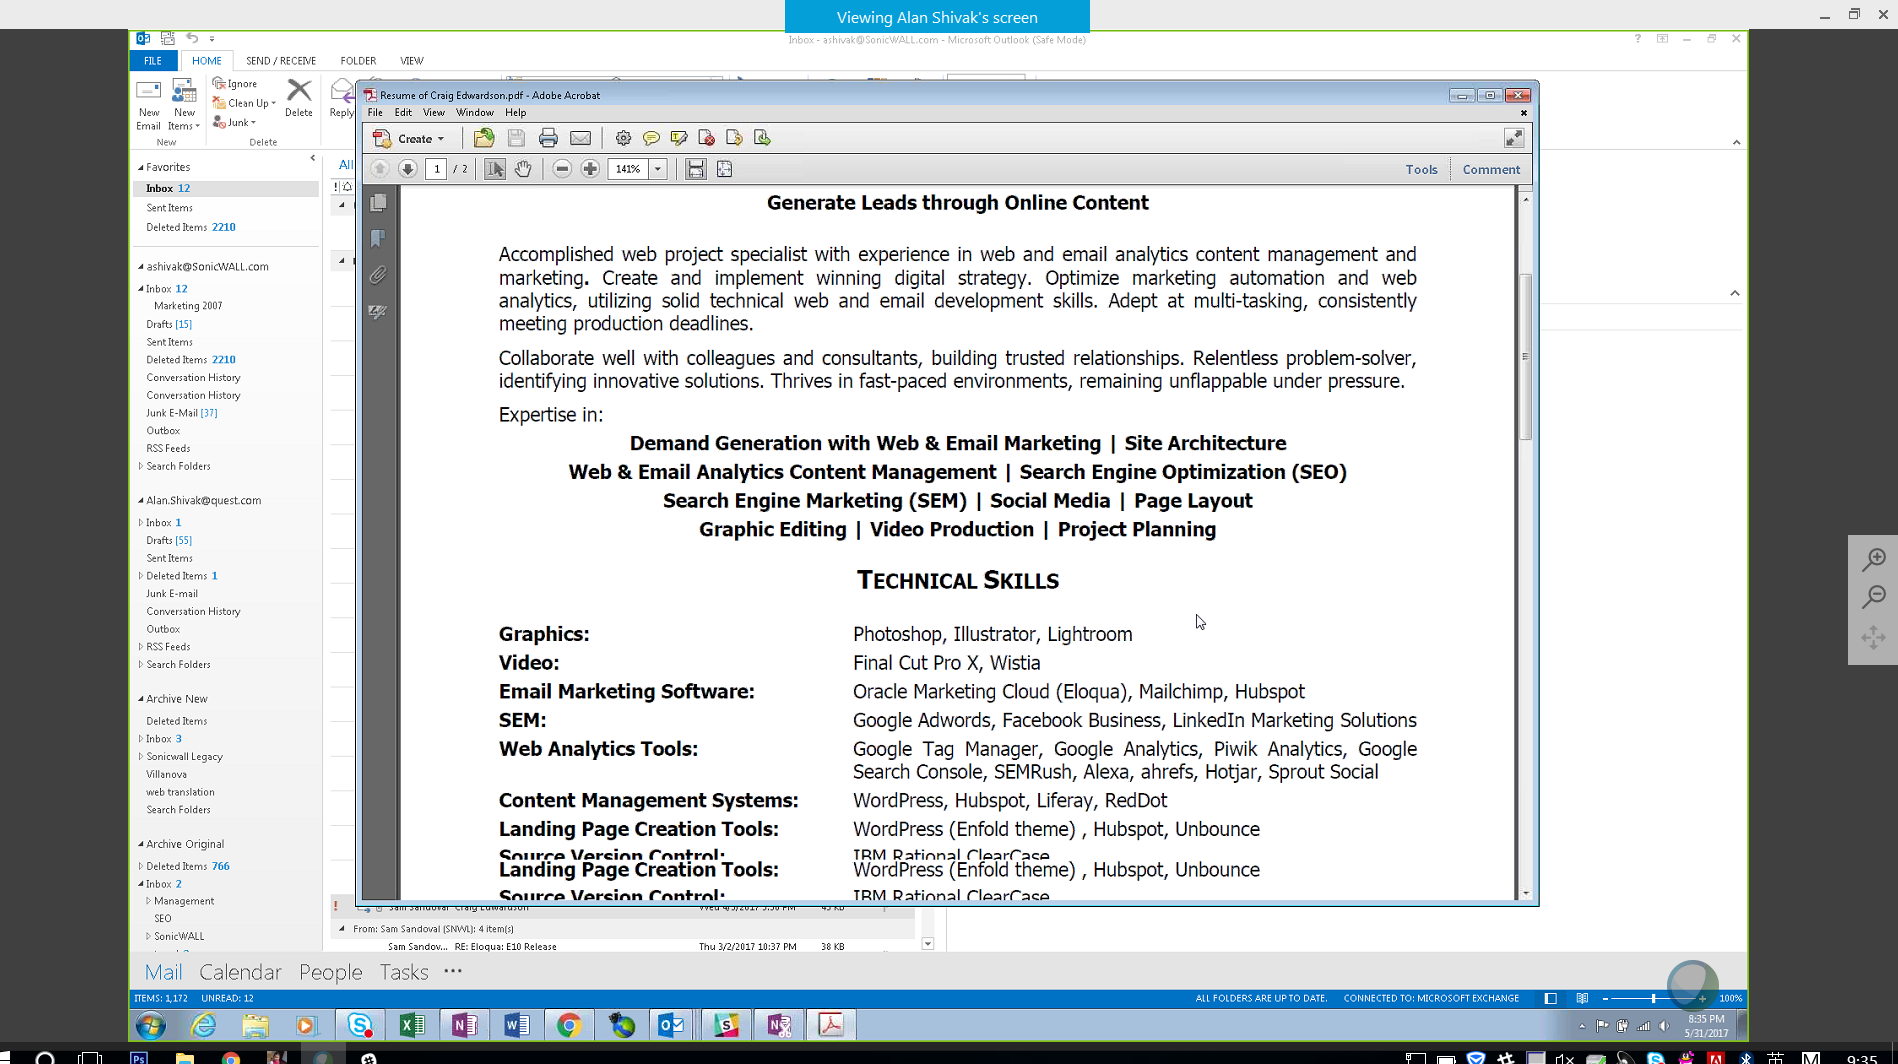 Viewing Alan Shivak's screen
Inbox - ashivak@SonicWALL.com - Microsoft Outlook (Safe Mode)
FILE HOME SEND / RECEIVE FOLDER VIEW
New Email
New Items
Ignore
Clean Up
Junk
Delete
Reply
New
Delete
Favorites
Inbox 12
Sent Items
Deleted Items 2210
ashivak@SonicWALL.com
Inbox 12
Marketing 2007
Drafts [15]
Sent Items
Deleted Items 2210
Conversation History
Conversation History
Junk E-Mail [37]
Outbox
RSS Feeds
Search Folders
Alan.Shivak@quest.com
Inbox 1
Drafts [55]
Sent Items
Deleted Items 1
Junk E-mail
Conversation History
Outbox
RSS Feeds
Search Folders
Archive New
Deleted Items
Inbox 3
Sonicwall Legacy
Villanova
web translation
Search Folders
Archive Original
Deleted Items 766
Inbox 2
Management
SEO
SonicWALL
All
Resume of Craig Edwardson.pdf - Adobe Acrobat
File Edit View Window Help
Create
1 / 2
141%
Tools
Comment
Generate Leads through Online Content
Accomplished web project specialist with experience in web and email analytics content management and
marketing. Create and implement winning digital strategy. Optimize marketing automation and web
analytics, utilizing solid technical web and email development skills. Adept at multi-tasking, consistently
meeting production deadlines.
Collaborate well with colleagues and consultants, building trusted relationships. Relentless problem-solver,
identifying innovative solutions. Thrives in fast-paced environments, remaining unflappable under pressure.
Expertise in:
Demand Generation with Web & Email Marketing | Site Architecture
Web & Email Analytics Content Management | Search Engine Optimization (SEO)
Search Engine Marketing (SEM) | Social Media | Page Layout
Graphic Editing | Video Production | Project Planning
TECHNICAL SKILLS
Graphics: Photoshop, Illustrator, Lightroom
Video: Final Cut Pro X, Wistia
Email Marketing Software: Oracle Marketing Cloud (Eloqua), Mailchimp, Hubspot
SEM: Google Adwords, Facebook Business, LinkedIn Marketing Solutions
Web Analytics Tools: Google Tag Manager, Google Analytics, Piwik Analytics, Google
Search Console, SEMRush, Alexa, ahrefs, Hotjar, Sprout Social
Content Management Systems: WordPress, Hubspot, Liferay, RedDot
Landing Page Creation Tools: WordPress (Enfold theme) , Hubspot, Unbounce
Source Version Control: IBM Rational ClearCase
Landing Page Creation Tools: WordPress (Enfold theme) , Hubspot, Unbounce
Source Version Control: IBM Rational ClearCase
Sam Sandoval Craig Edwardson 45 KB
From: Sam Sandoval (SNWL): 4 item(s)
Sam Sandov... RE: Eloqua: E10 Release Thu 3/2/2017 10:37 PM 38 KB
Mail Calendar People Tasks •••
ITEMS: 1,172 UNREAD: 12 ALL FOLDERS ARE UP TO DATE. CONNECTED TO: MICROSOFT EXCHANGE 100%
8:35 PM
5/31/2017
9:35